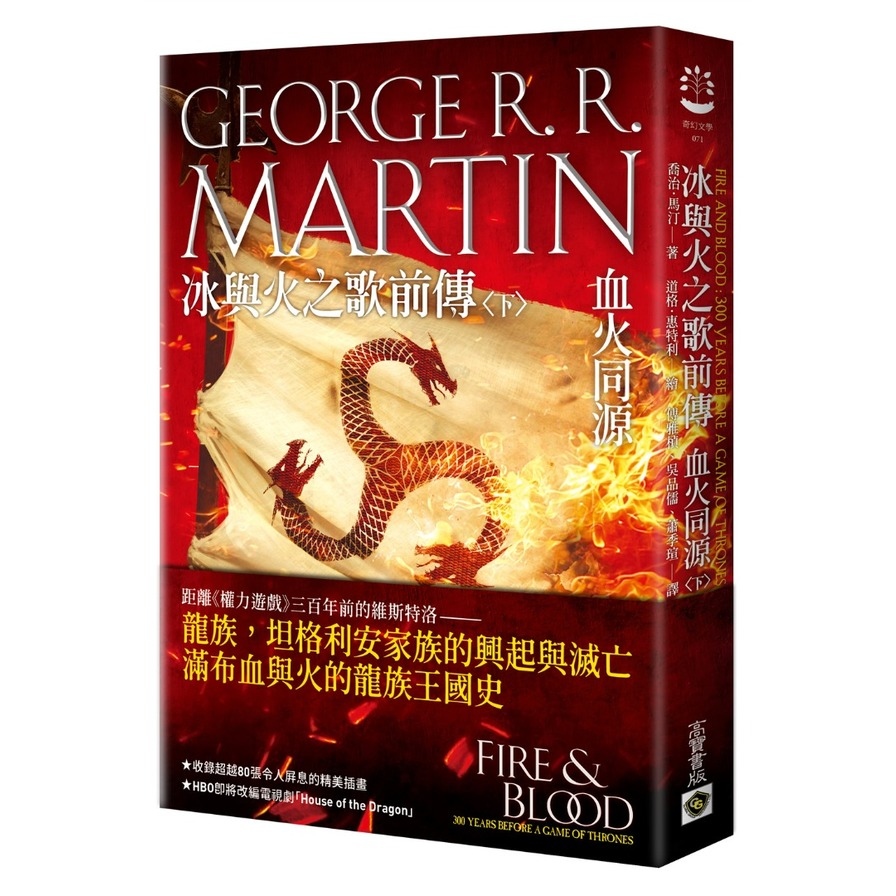 GEORGE R. R.
MARTIN
冰與火之歌前傳〈下〉
血火同源
距離《權力遊戲》三百年前的維斯特洛——
龍族，坦格利安家族的興起與滅亡
滿布血與火的龍族王國史
★收錄超越80張令人屏息的精美插畫
★HBO即將改編電視劇「House of the Dragon」
FIRE &
BLOOD
300 YEARS BEFORE A GAME OF THRONES
奇幻文學
071
FIRE AND BLOOD : 300 YEARS BEFORE A GAME OF THRONES
冰與火之歌前傳 血火同源〈下〉
喬治·馬汀——著 道格·惠特利——繪 傅雅楨、吳品儒、蕭季瑄——譯
高寶書版